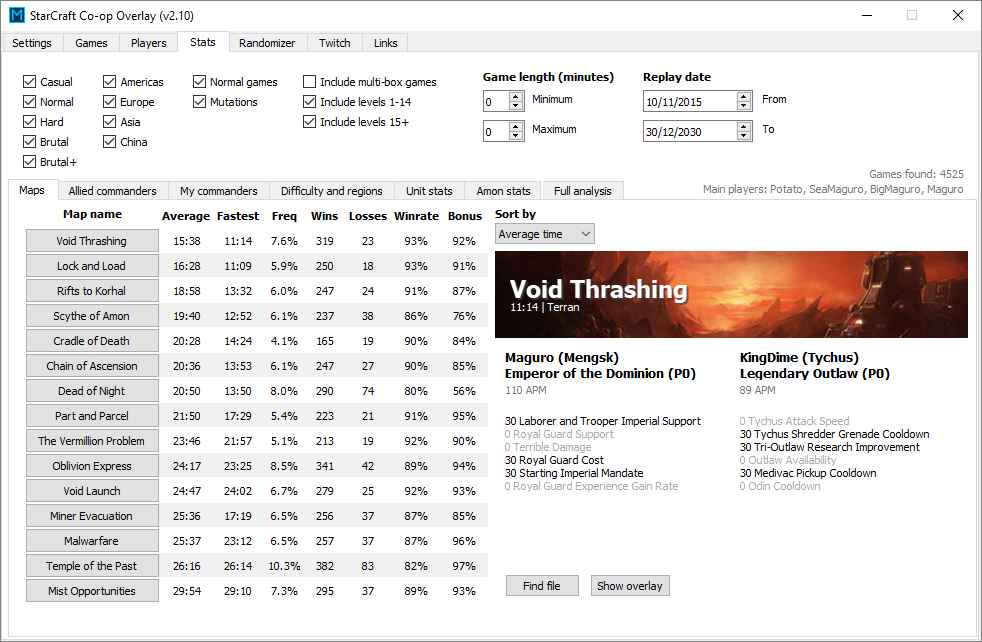 StarCraft Co-op Overlay (v2.10)
Settings Games Players Stats Randomizer Twitch Links
Casual Americas Normal games Include multi-box games
Normal Europe Mutations Include levels 1-14
Hard Asia Include levels 15+
Brutal China
Brutal+
Game length (minutes) Replay date
0 Minimum 10/11/2015 From
0 Maximum 30/12/2030 To
Games found: 4525
Main players: Potato, SeaMaguro, BigMaguro, Maguro
Maps Allied commanders My commanders Difficulty and regions Unit stats Amon stats Full analysis
Map name Average Fastest Freq Wins Losses Winrate Bonus
Void Thrashing 15:38 11:14 7.6% 319 23 93% 92%
Lock and Load 16:28 11:09 5.9% 250 18 93% 91%
Rifts to Korhal 18:58 13:32 6.0% 247 24 91% 87%
Scythe of Amon 19:40 12:52 6.1% 237 38 86% 76%
Cradle of Death 20:28 14:24 4.1% 165 19 90% 84%
Chain of Ascension 20:36 13:53 6.1% 247 27 90% 85%
Dead of Night 20:50 13:50 8.0% 290 74 80% 56%
Part and Parcel 21:50 17:29 5.4% 223 21 91% 95%
The Vermillion Problem 23:46 21:57 5.1% 213 19 92% 90%
Oblivion Express 24:17 23:25 8.5% 341 42 89% 94%
Void Launch 24:47 24:02 6.7% 279 25 92% 93%
Miner Evacuation 25:36 17:19 6.5% 256 37 87% 85%
Malwarfare 25:37 23:12 6.5% 257 37 87% 96%
Temple of the Past 26:16 26:14 10.3% 382 83 82% 97%
Mist Opportunities 29:54 29:10 7.3% 295 37 89% 93%
Sort by
Average time
Void Thrashing
11:14 | Terran
Maguro (Mengsk) KingDime (Tychus)
Emperor of the Dominion (P0) Legendary Outlaw (P0)
110 APM 89 APM
30 Laborer and Trooper Imperial Support 0 Tychus Attack Speed
0 Royal Guard Support 30 Tychus Shredder Grenade Cooldown
0 Terrible Damage 30 Tri-Outlaw Research Improvement
30 Royal Guard Cost 0 Outlaw Availability
30 Starting Imperial Mandate 30 Medivac Pickup Cooldown
0 Royal Guard Experience Gain Rate 0 Odin Cooldown
Find file Show overlay